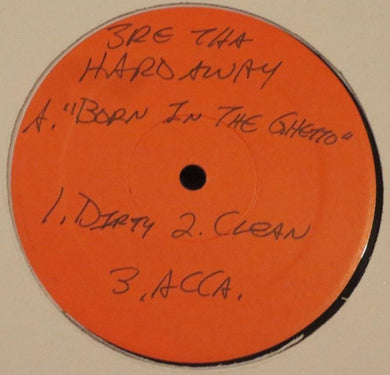 3RE THA
HARDAWAY
A. "BORN IN THE GHETTO"
1. DIRTY 2. CLEAN
3. ACCA.